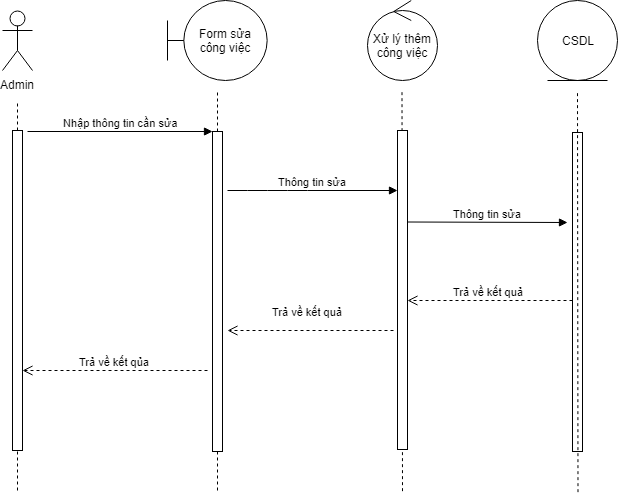 Form sửa
công việc
Xử lý thêm
công việc
CSDL
Admin
Nhập thông tin cần sửa
Thông tin sửa
Thông tin sửa
Trả về kết quả
Trả về kết quả
Trả về kết qủa